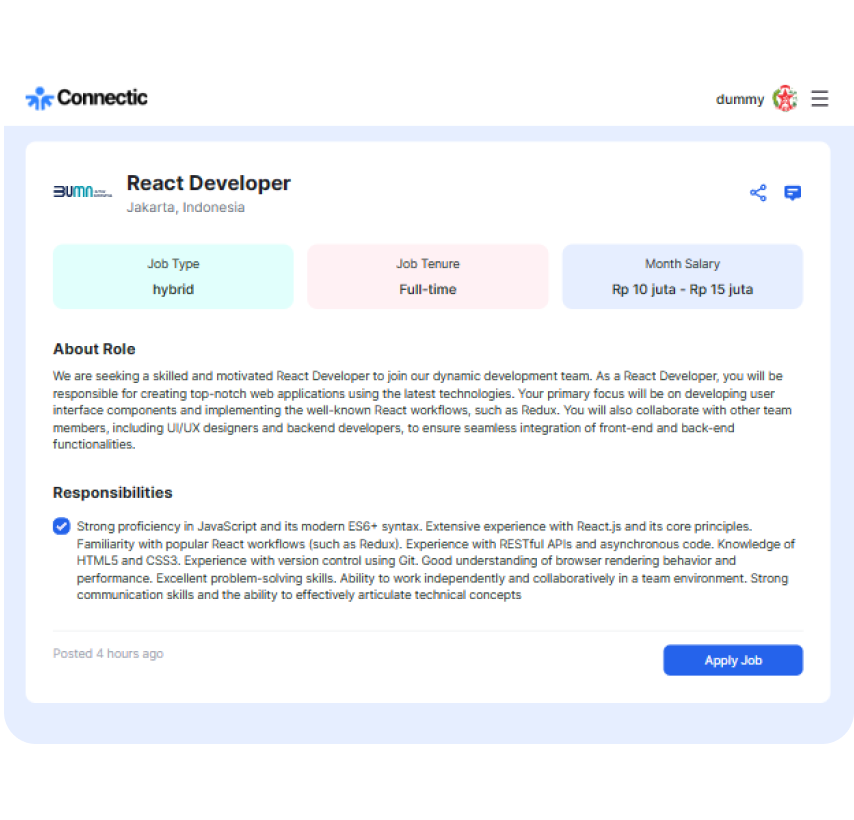 Connectic
dummy
BUMN
React Developer
Jakarta, Indonesia
Job Type
hybrid
Job Tenure
Full-time
Month Salary
Rp 10 juta - Rp 15 juta
About Role
We are seeking a skilled and motivated React Developer to join our dynamic development team. As a React Developer, you will be
responsible for creating top-notch web applications using the latest technologies. Your primary focus will be on developing user
interface components and implementing the well-known React workflows, such as Redux. You will also collaborate with other team
members, including UI/UX designers and backend developers, to ensure seamless integration of front-end and back-end
functionalities.
Responsibilities
Strong proficiency in JavaScript and its modern ES6+ syntax. Extensive experience with React.js and its core principles.
Familiarity with popular React workflows (such as Redux). Experience with RESTful APIs and asynchronous code. Knowledge of
HTML5 and CSS3. Experience with version control using Git. Good understanding of browser rendering behavior and
performance. Excellent problem-solving skills. Ability to work independently and collaboratively in a team environment. Strong
communication skills and the ability to effectively articulate technical concepts
Posted 4 hours ago
Apply Job